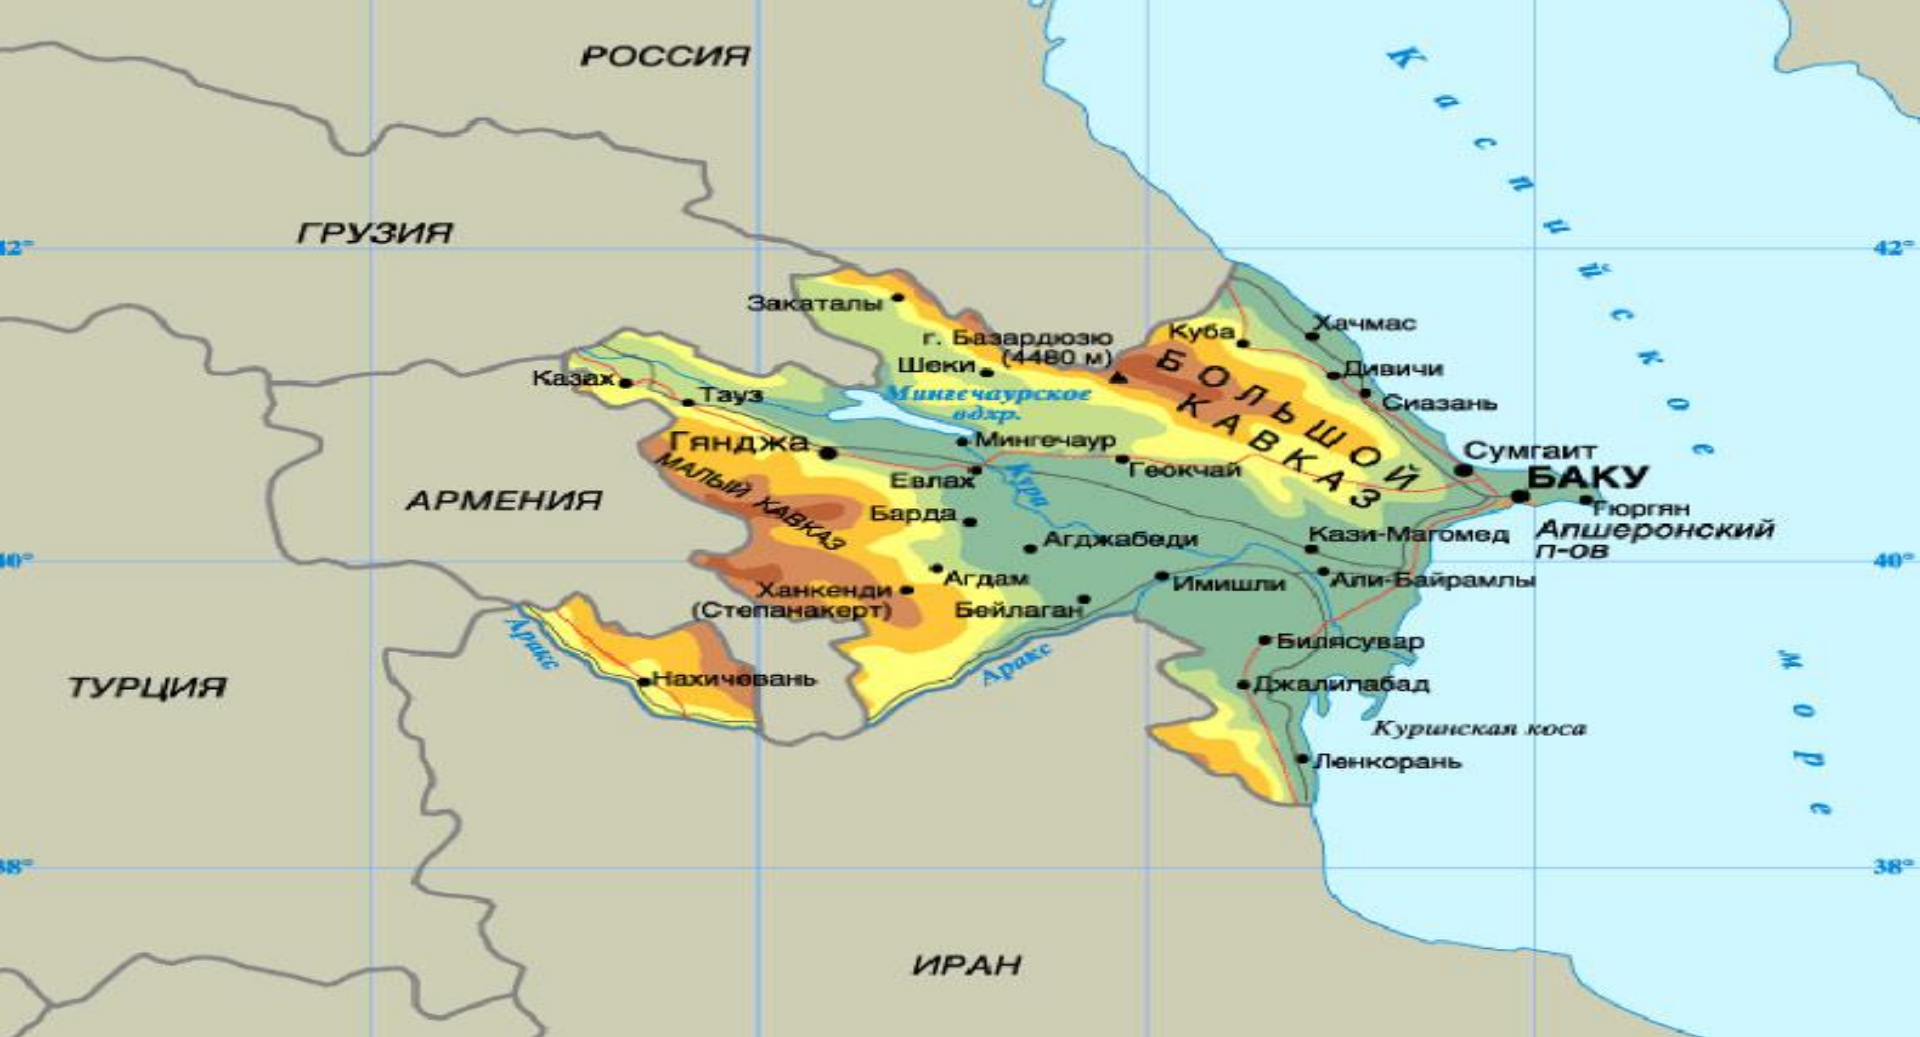 РОССИЯ
Каспийское
море
ГРУЗИЯ
42°
42°
Закаталы
г. Базардюзю
(4480 м)
Куба
Хачмас
Шеки
Дивичи
Казах
Тауз
Мингечаурское
вдхр.
Сиазань
БОЛЬШОЙ
КАВКАЗ
Гянджа
Мингечаур
Геокчай
Сумгаит
БАКУ
МАЛЫЙ КАВКАЗ
Евлах
Кура
АРМЕНИЯ
Барда
Гюргян
Апшеронский
п-ов
Агджабеди
Кази-Магомед
40°
40°
Агдам
Имишли
Али-Байрамлы
Ханкенди
(Степанакерт)
Бейлаган
Аракс
Аракс
Билясувар
ТУРЦИЯ
Нахичевань
Джалилабад
Куринская коса
Ленкорань
38°
38°
ИРАН